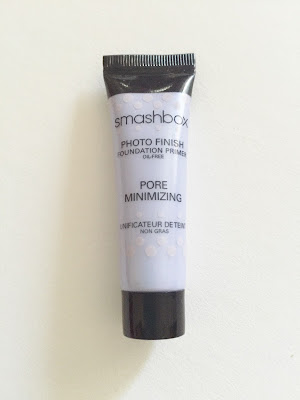 smashbox
PHOTO FINISH
FOUNDATION PRIMER
OIL-FREE
PORE
MINIMIZING
UNIFICATEUR DE TEINT
NON GRAS